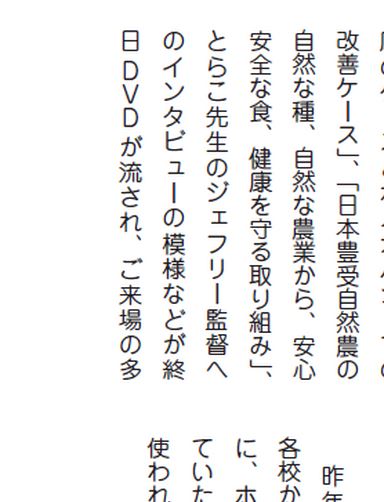 改善ケース」、「日本豊受自然農の
自然な種、自然な農業から、安心
安全な食、健康を守る取り組み」、
とらこ先生のジェフリー監督へ
のインタビューの模様などが終
日DVDが流され、ご来場の多
昨年
各校か
に、ホ
ていた
使われ